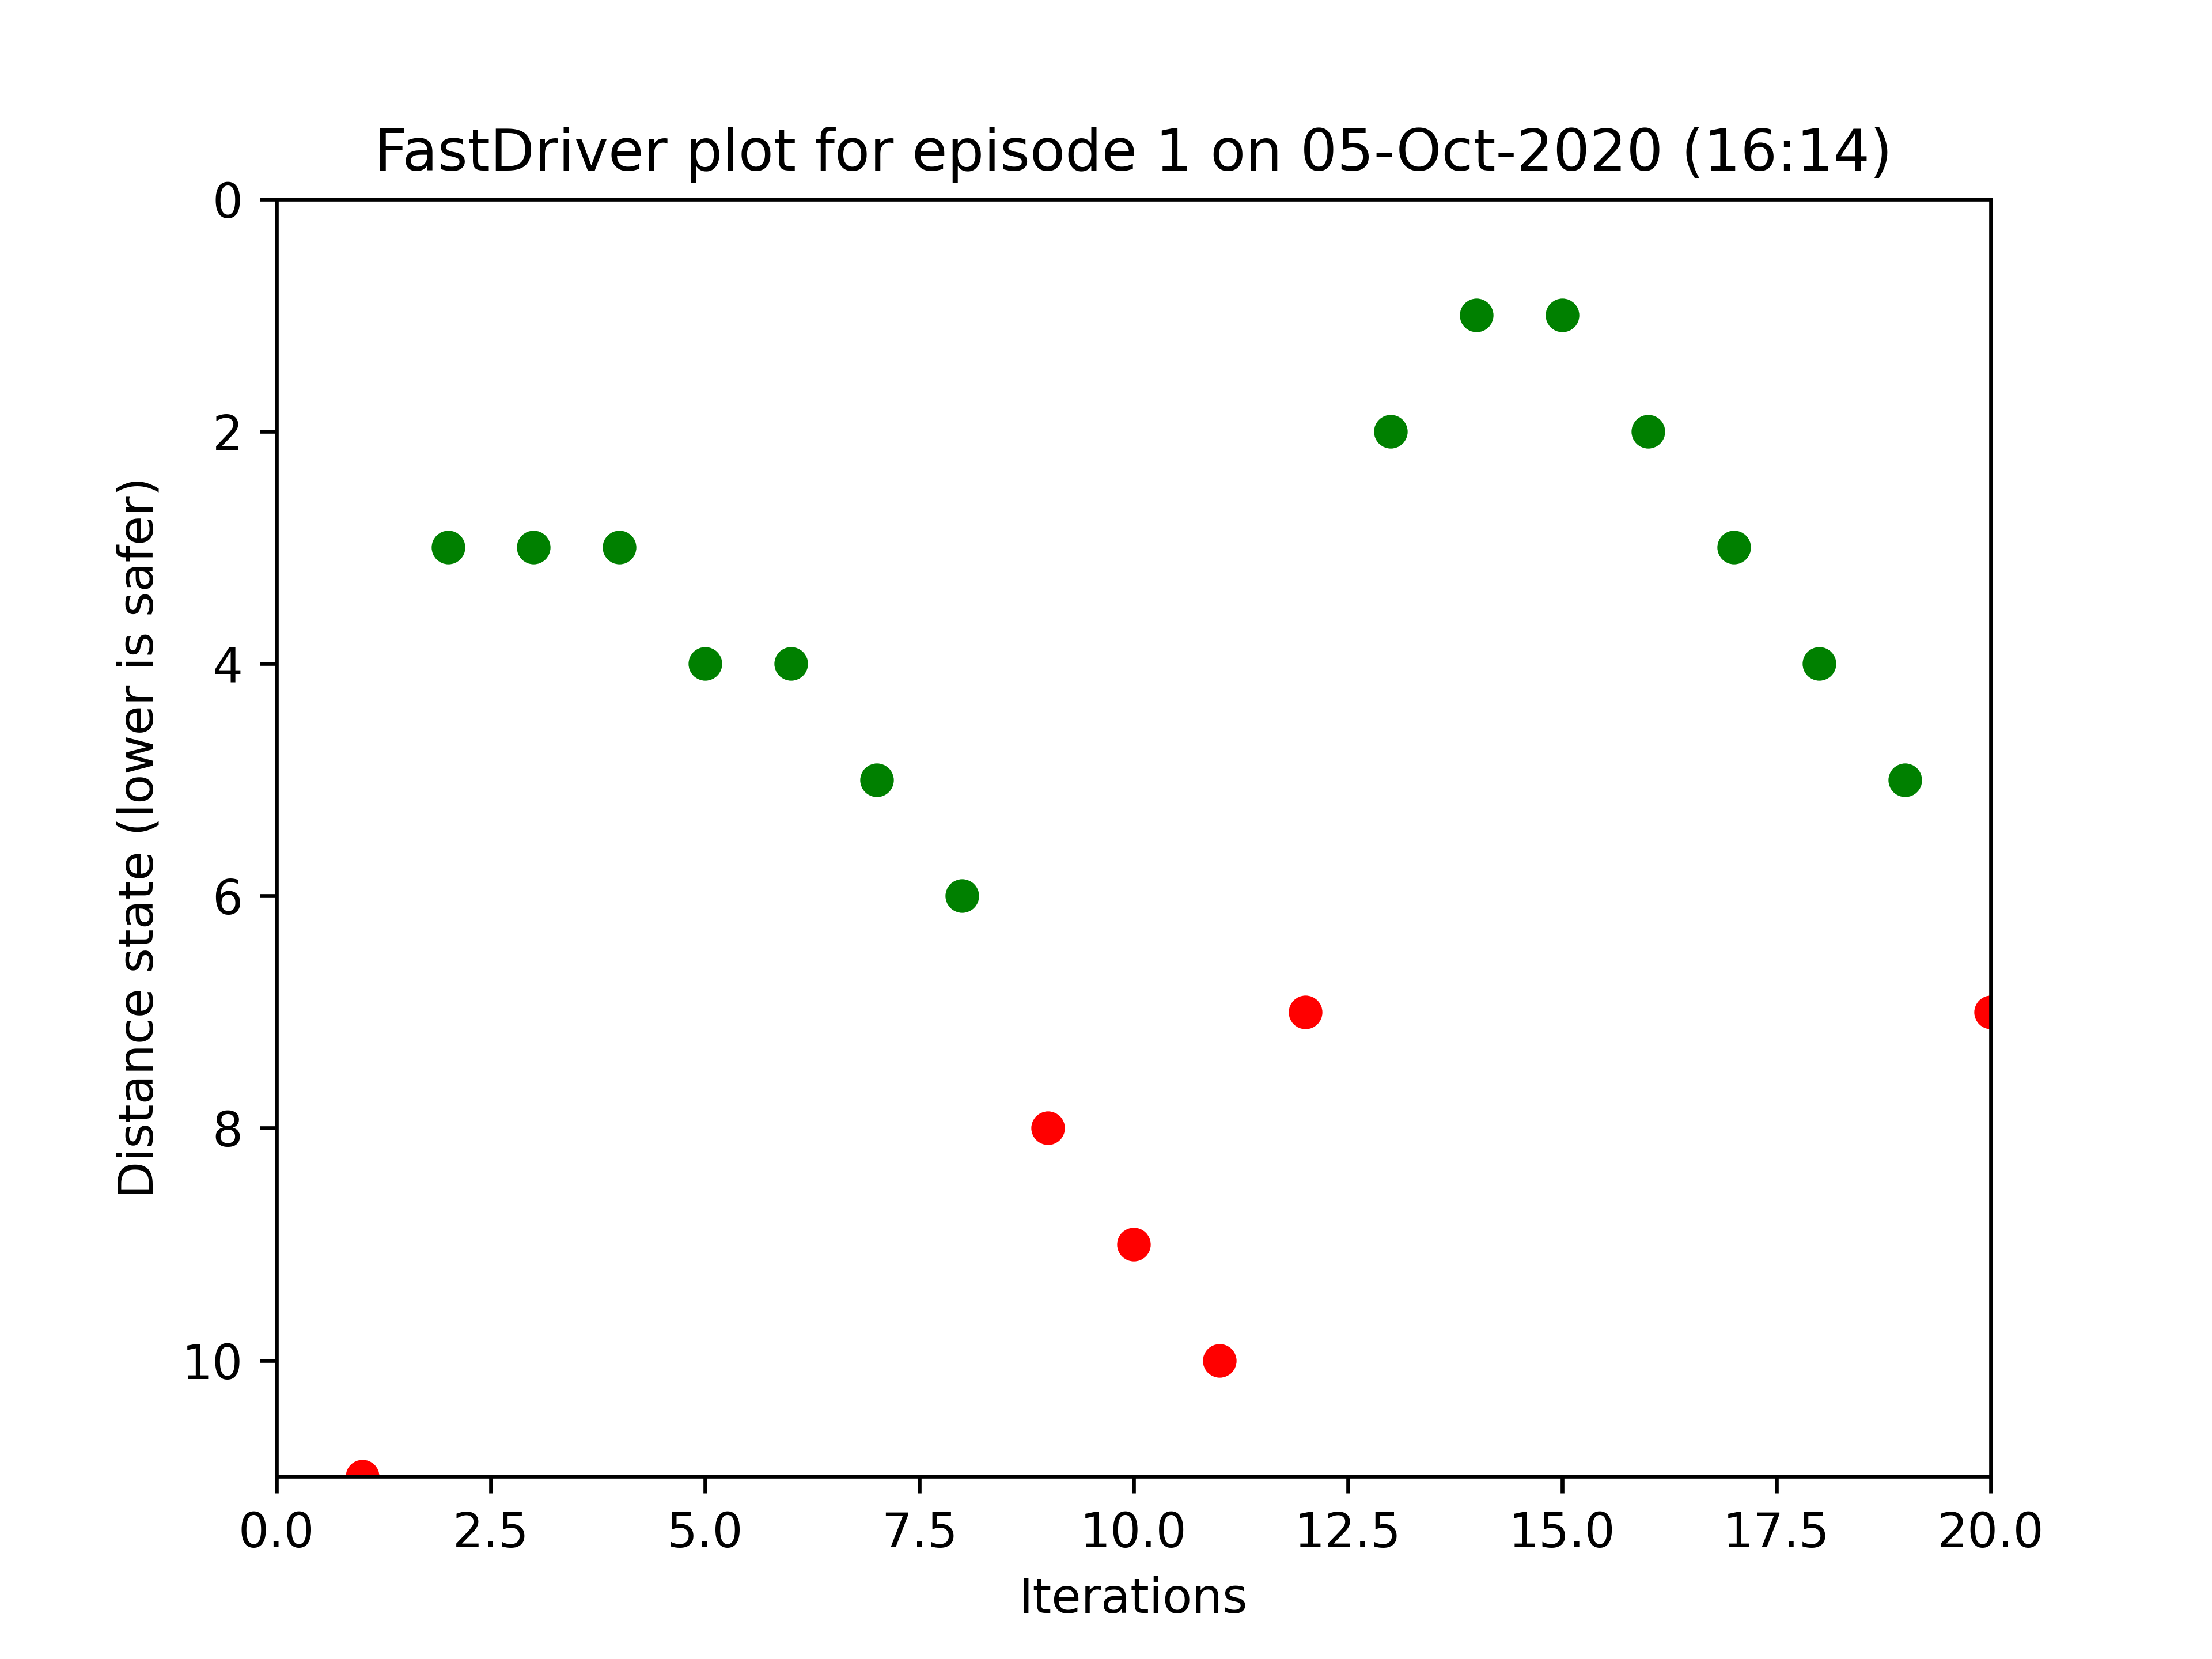 FastDriver plot for episode 1 on 05-Oct-2020 (16:14)
0
2
4
6
8
10
Distance state (lower is safer)
0.0 2.5 5.0 7.5 10.0 12.5 15.0 17.5 20.0
Iterations